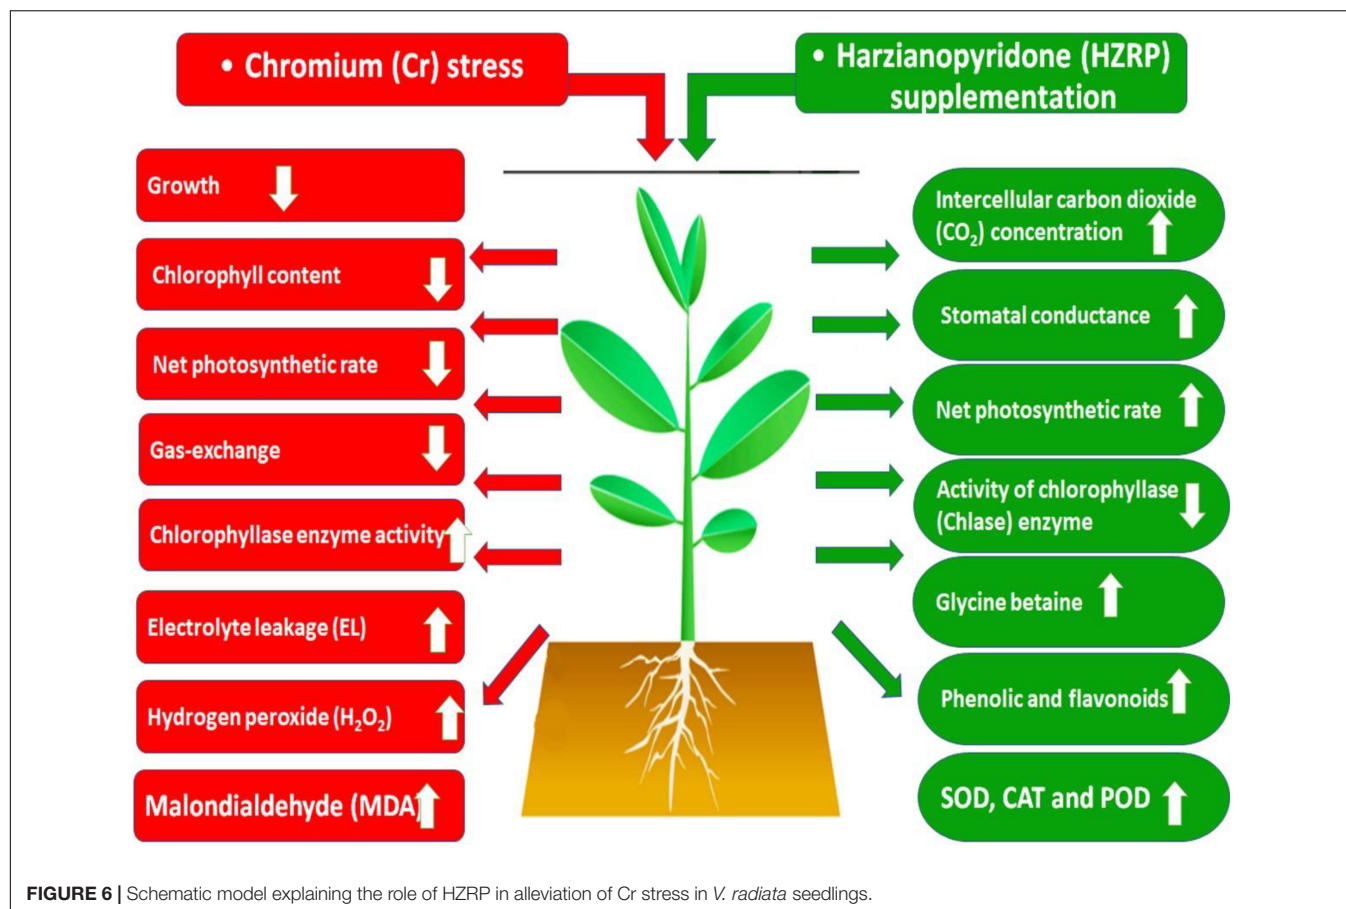 • Chromium (Cr) stress
• Harzianopyridone (HZRP)
supplementation
Growth
Chlorophyll content
Net photosynthetic rate
Gas-exchange
Chlorophyllase enzyme activity
Electrolyte leakage (EL)
Hydrogen peroxide (H₂O₂)
Malondialdehyde (MDA)
Intercellular carbon dioxide
(CO₂) concentration
Stomatal conductance
Net photosynthetic rate
Activity of chlorophyllase
(Chlase) enzyme
Glycine betaine
Phenolic and flavonoids
SOD, CAT and POD
FIGURE 6 | Schematic model explaining the role of HZRP in alleviation of Cr stress in V. radiata seedlings.